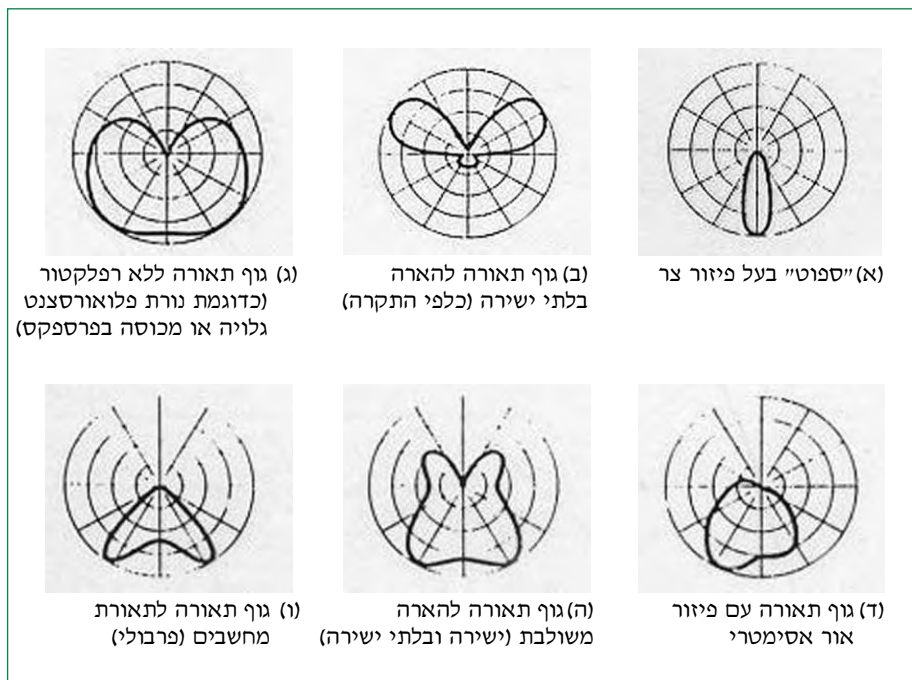 (א) "ספוט" בעל פיזור צר
(ב) גוף תאורה להארה
בלתי ישירה (כלפי התקרה)
(ג) גוף תאורה ללא רפלקטור
(כדוגמת נורת פלואורסצנט
גלויה או מכוסה בפרספקס)
(ד) גוף תאורה עם פיזור
אור אסימטרי
(ה) גוף תאורה להארה
משולבת (ישירה ובלתי ישירה)
(ו) גוף תאורה לתאורת
מחשבים (פרבולי)